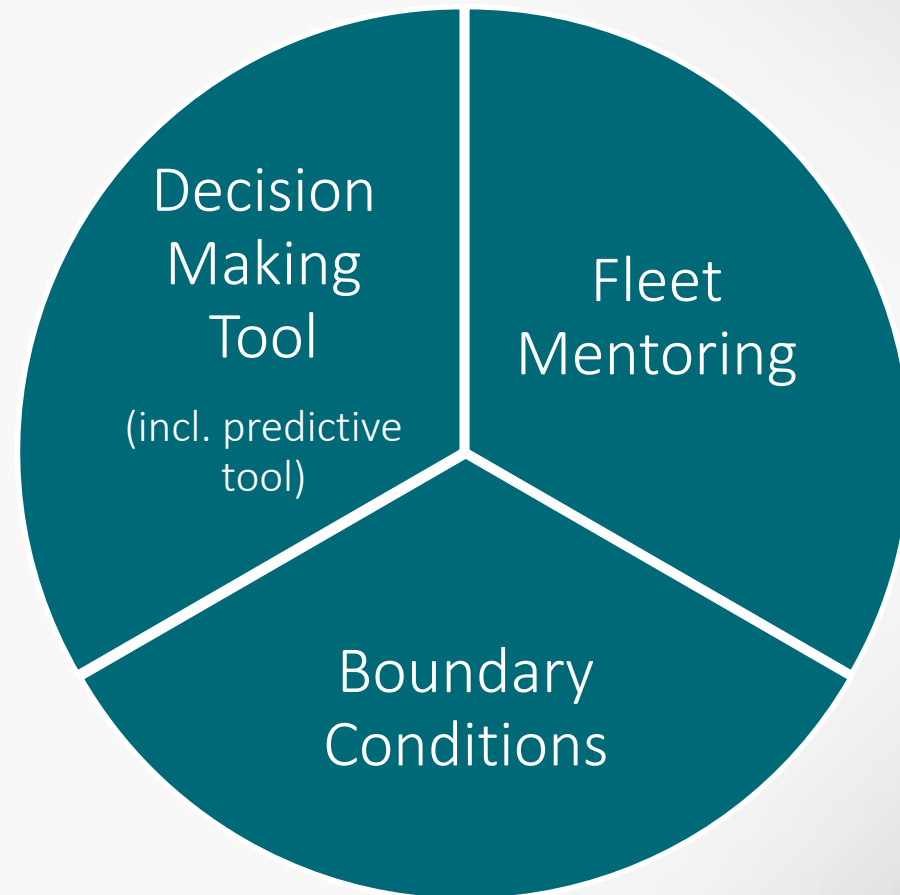 Decision
Making
Tool
(incl. predictive
tool)
Fleet
Mentoring
Boundary
Conditions